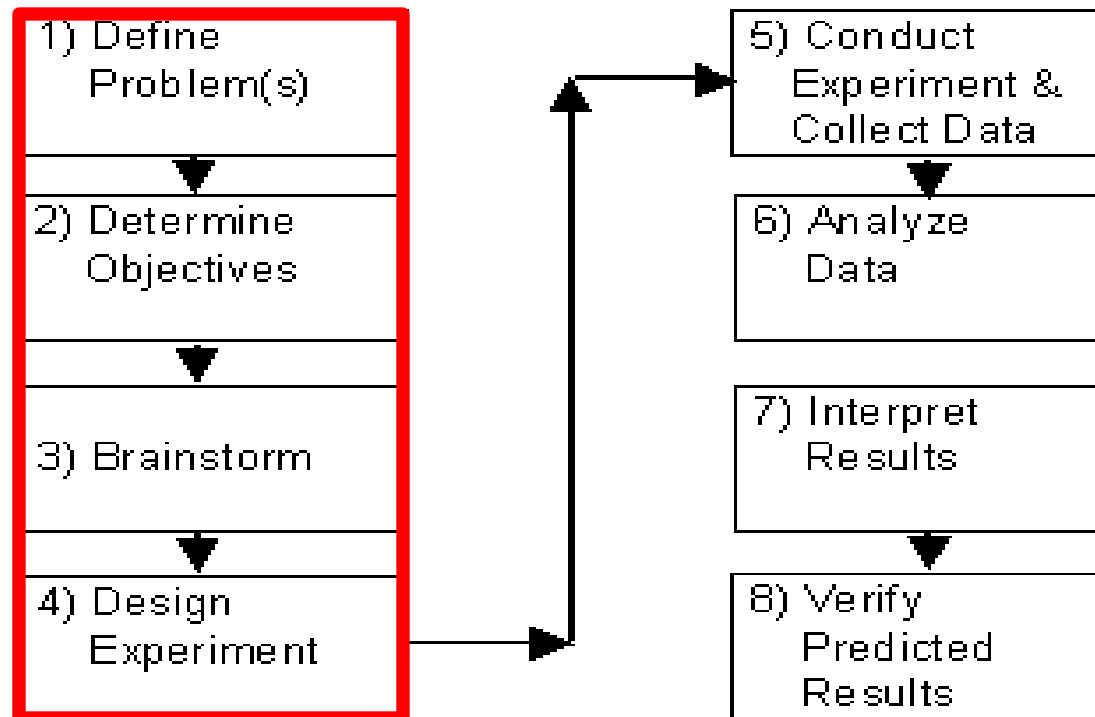 1) Define
Problem(s)
2) Determine
Objectives
3) Brainstorm
4) Design
Experiment
5) Conduct
Experiment &
Collect Data
6) Analyze
Data
7) Interpret
Results
8) Verify
Predicted
Results